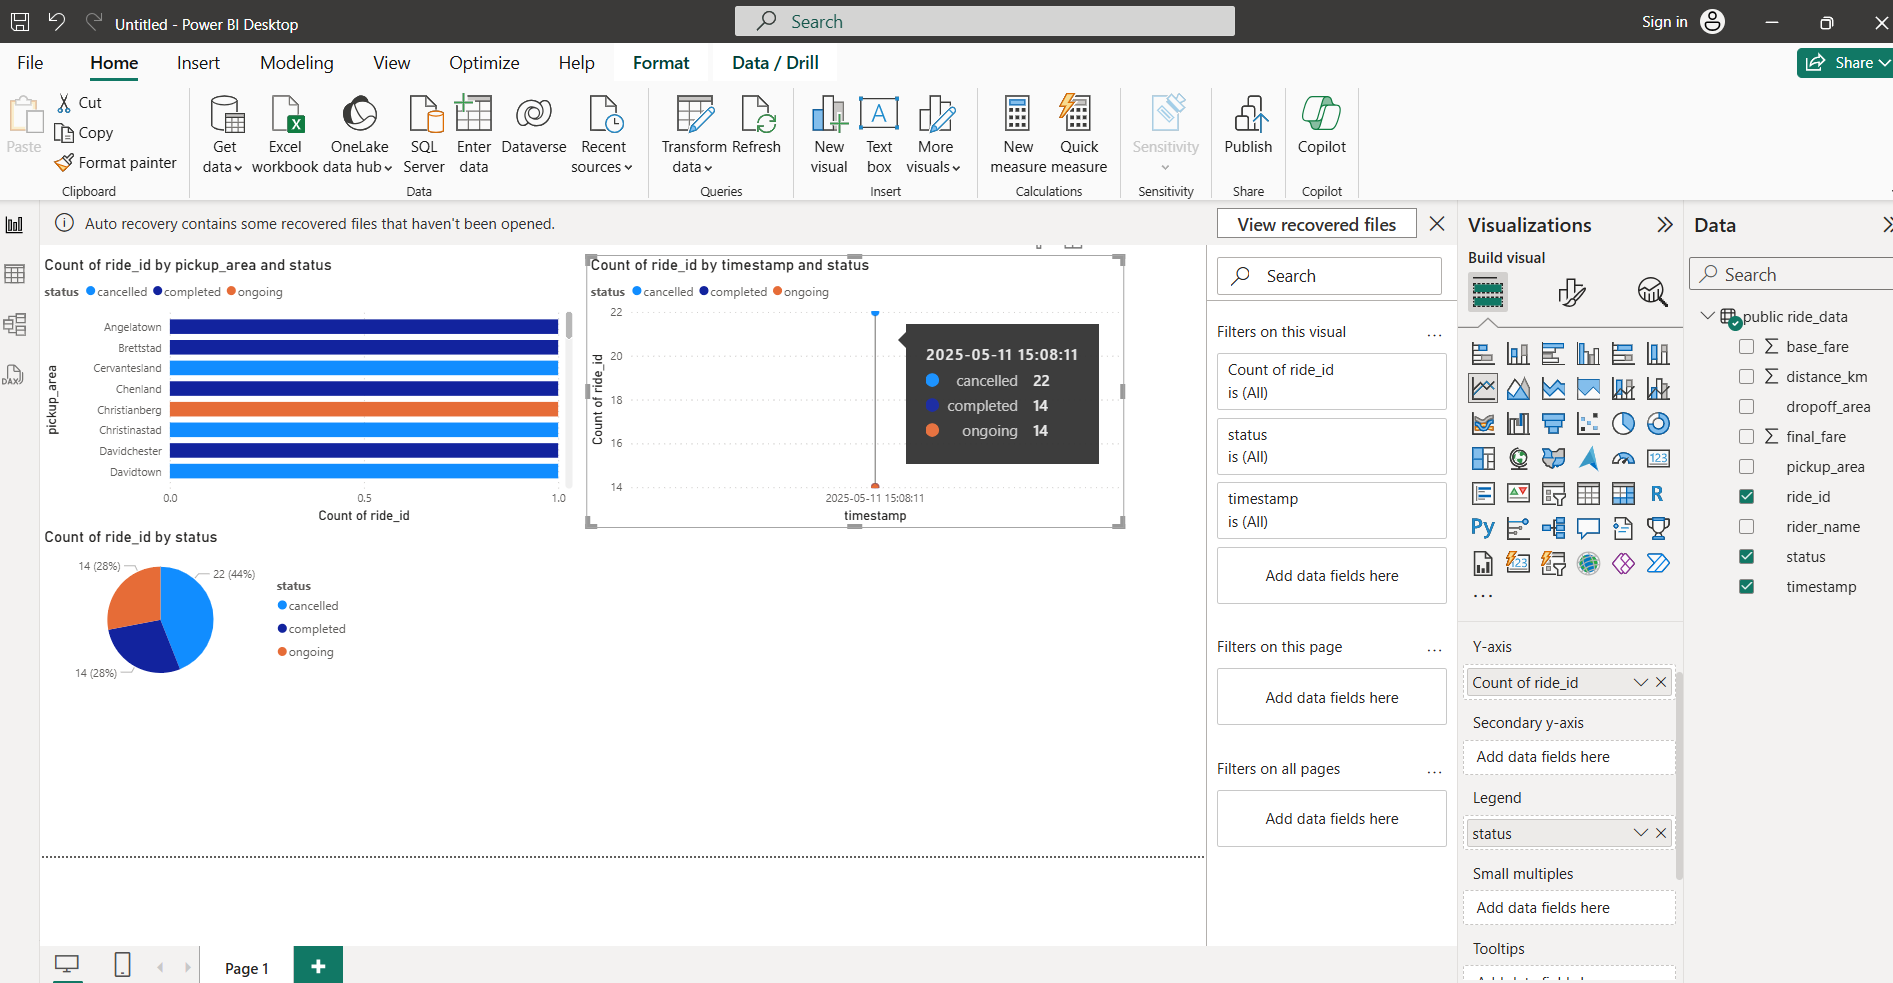 Untitled - Power BI Desktop
Search
Sign in
File
Home
Insert
Modeling
View
Optimize
Help
Format
Data / Drill
Share
Paste
Cut
Copy
Format painter
Clipboard
Get data
Excel workbook
OneLake data hub
SQL Server
Enter data
Dataverse
Recent sources
Data
Transform data
Refresh
Queries
New visual
Text box
More visuals
Insert
New measure
Quick measure
Calculations
Sensitivity
Sensitivity
Publish
Share
Copilot
Copilot
Auto recovery contains some recovered files that haven't been opened.
View recovered files
Count of ride_id by pickup_area and status
status cancelled completed ongoing
pickup_area
Angelatown
Brettstad
Cervantesland
Chenland
Christianberg
Christinastad
Davidchester
Davidtown
0.0 0.5 1.0
Count of ride_id
Count of ride_id by timestamp and status
status cancelled completed ongoing
Count of ride_id
22
20
18
16
14
2025-05-11 15:08:11
timestamp
2025-05-11 15:08:11
cancelled 22
completed 14
ongoing 14
Count of ride_id by status
14 (28%)
22 (44%)
14 (28%)
status
cancelled
completed
ongoing
Page 1
Search
Filters on this visual
Count of ride_id
is (All)
status
is (All)
timestamp
is (All)
Add data fields here
Filters on this page
Add data fields here
Filters on all pages
Add data fields here
Visualizations
Build visual
123
R
Py
123
Y-axis
Count of ride_id
Secondary y-axis
Add data fields here
Legend
status
Small multiples
Add data fields here
Tooltips
Data
Search
public ride_data
base_fare
distance_km
dropoff_area
final_fare
pickup_area
ride_id
rider_name
status
timestamp
DAX